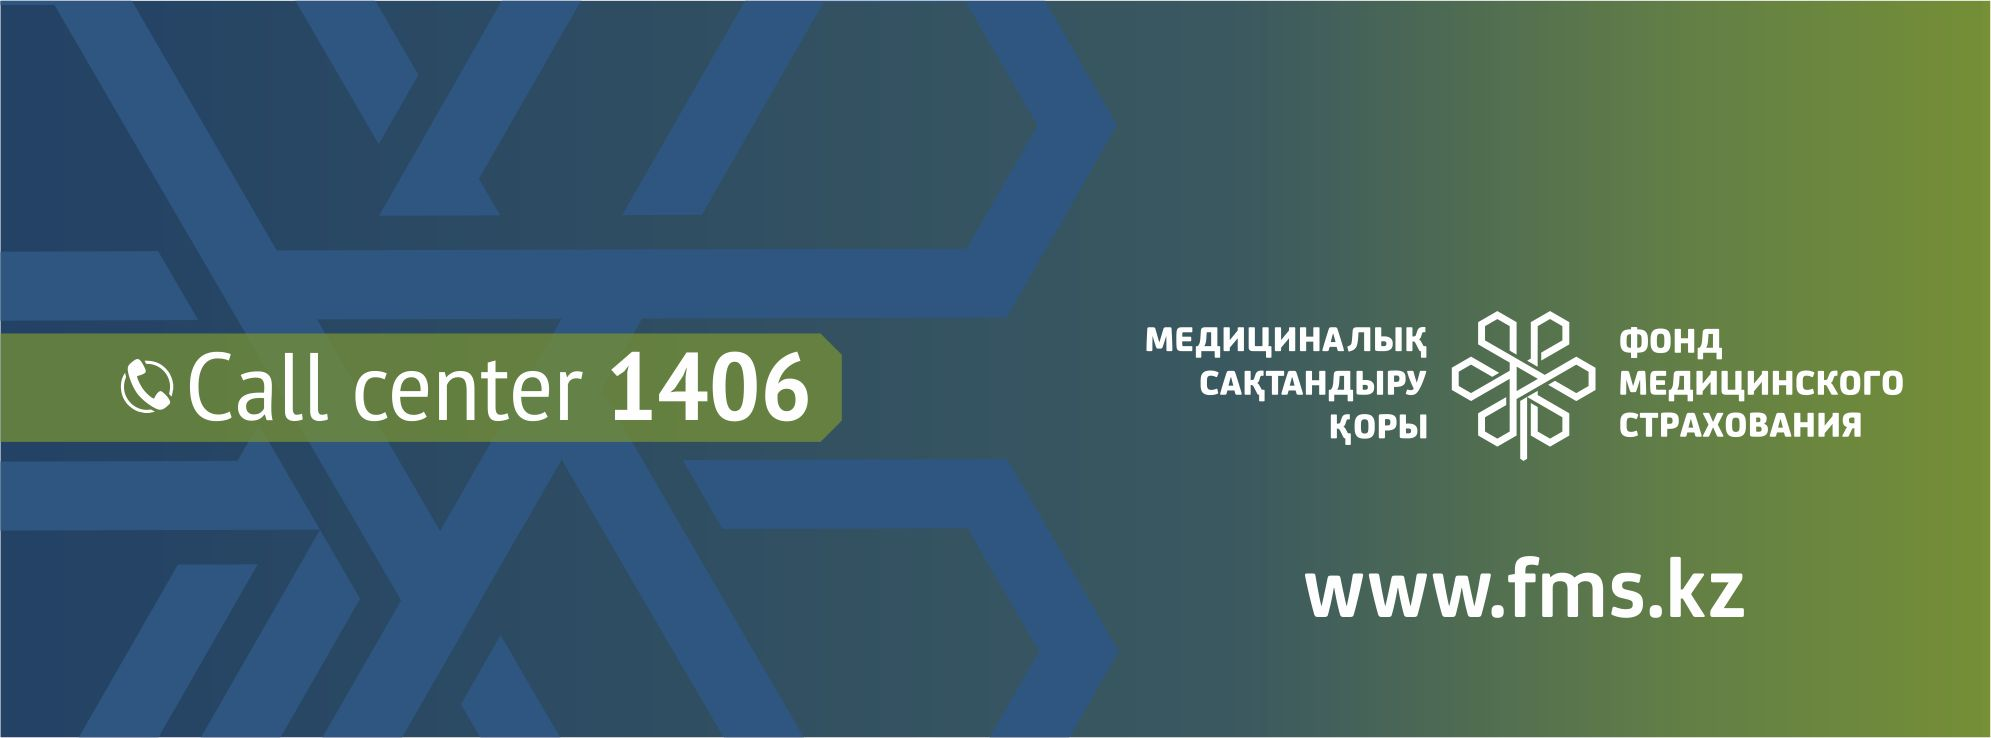 Call center 1406
МЕДИЦИНАЛЫҚ
САҚТАНДЫРУ
ҚОРЫ
ФОНД
МЕДИЦИНСКОГО
СТРАХОВАНИЯ
www.fms.kz